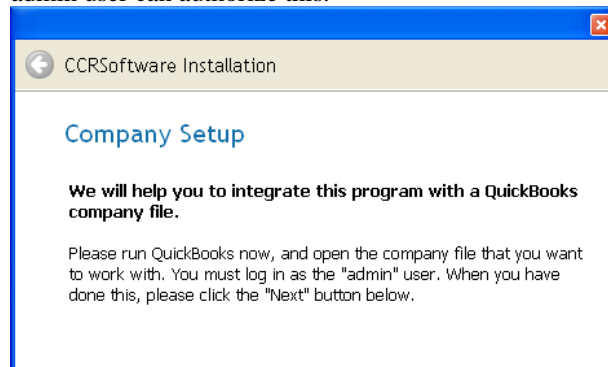 admin user can authorize this.
CCRSoftware Installation
Company Setup
We will help you to integrate this program with a QuickBooks
company file.
Please run QuickBooks now, and open the company file that you want
to work with. You must log in as the "admin" user. When you have
done this, please click the "Next" button below.